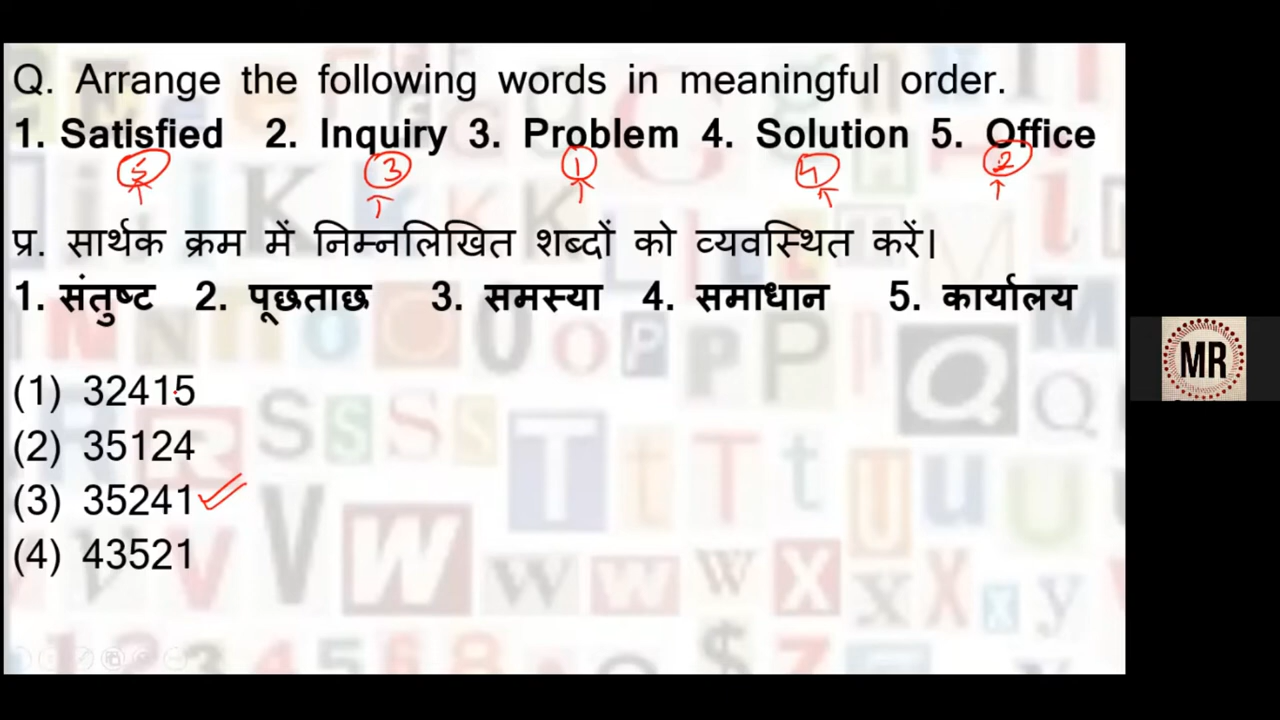 Q. Arrange the following words in meaningful order.
1. Satisfied 2. Inquiry 3. Problem 4. Solution 5. Office
5 3 1 4 2
प्र. सार्थक क्रम में निम्नलिखित शब्दों को व्यवस्थित करें।
1. संतुष्ट 2. पूछताछ 3. समस्या 4. समाधान 5. कार्यालय
(1) 32415
(2) 35124
(3) 35241
(4) 43521
MR